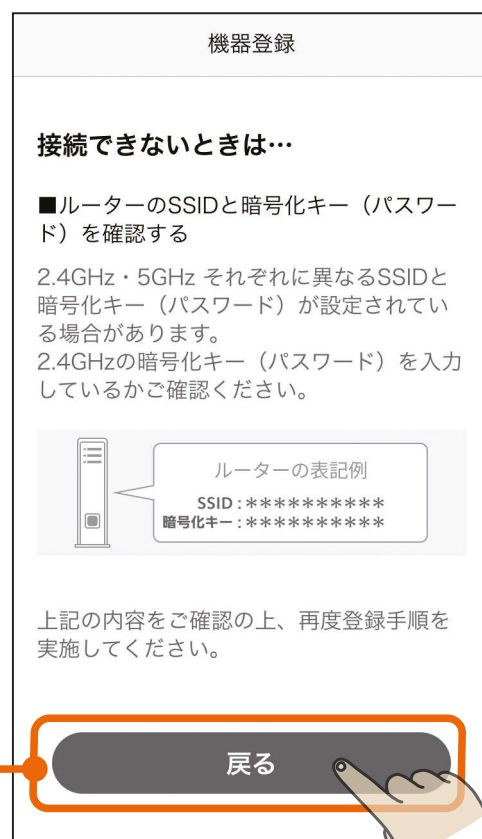 機器登録
接続できないときは…
■ルーターのSSIDと暗号化キー（パスワー
ド）を確認する
2.4GHz・5GHz それぞれに異なるSSIDと
暗号化キー（パスワード）が設定されてい
る場合があります。
2.4GHzの暗号化キー（パスワード）を入力
しているかご確認ください。
ルーターの表記例
SSID：**********
暗号化キー：**********
上記の内容をご確認の上、再度登録手順を
実施してください。
戻る